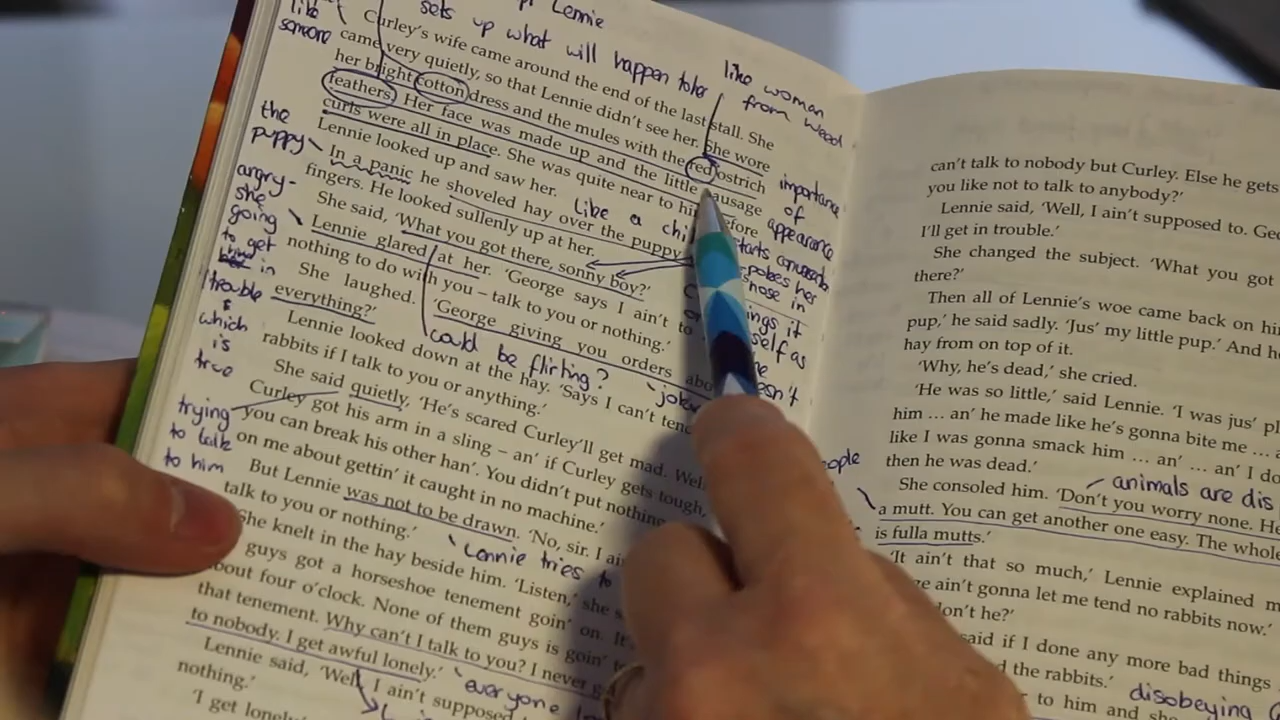 Lennie
sets up what will happen to her
like
someone
like woman
from weed
Curley's wife came around the end of the last stall. She
came very quietly, so that Lennie didn't see her. She wore
her bright cotton dress and the mules with the red ostrich
feathers. Her face was made up and the little sausage
curls were all in place. She was quite near to hi efore
Lennie looked up and saw her.
In a panic he shoveled hay over the puppy
fingers. He looked sullenly up at her.
She said, 'What you got there, sonny boy?'
Lennie glared at her. 'George says I ain't to
nothing to do with you – talk to you or nothing.'
She laughed. 'George giving you orders abo
everything?'
Lennie looked down at the hay. 'Says I can't tend
rabbits if I talk to you or anything.'
She said quietly, 'He's scared Curley'll get mad. Well
Curley got his arm in a sling – an' if Curley gets tough,
you can break his other han'. You didn't put nothing
on me about gettin' it caught in no machine.'
But Lennie was not to be drawn. 'No, sir. I ai
talk to you or nothing.'
She knelt in the hay beside him. 'Listen,' she s
guys got a horseshoe tenement goin' on. It'
about four o'clock. None of them guys is goin' t
that tenement. Why can't I talk to you? I never g
to nobody. I get awful lonely.'
Lennie said, 'Well, I ain't supposed
nothing.'
'I get lonely
the
puppy
angry-
she
going
to get
in
trouble
&
which
is
true
trying
to talk
to him
importance
of
appearance
Like a chi
could be flirting?
Lennie tries to
everyone
can't talk to nobody but Curley. Else he gets
you like not to talk to anybody?'
Lennie said, 'Well, I ain't supposed to. Geo
I'll get in trouble.'
She changed the subject. 'What you got
there?'
Then all of Lennie's woe came back on hi
pup,' he said sadly. 'Jus' my little pup.' And h
hay from on top of it.
'Why, he's dead,' she cried.
'He was so little,' said Lennie. 'I was jus' pl
him … an' he made like he's gonna bite me …
like I was gonna smack him … an' … an' I do
then he was dead.'
She consoled him. 'Don't you worry none. He
a mutt. You can get another one easy. The whole
is fulla mutts.'
'It ain't that so much,' Lennie explained m
ge ain't gonna let me tend no rabbits now.'
don't he?'
said if I done any more bad things
d the rabbits.'
to him and she
animals are dis
disobeying